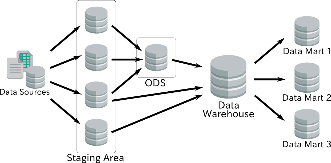 Data Sources
Staging Area
ODS
Data
Warehouse
Data Mart 1
Data Mart 2
Data Mart 3